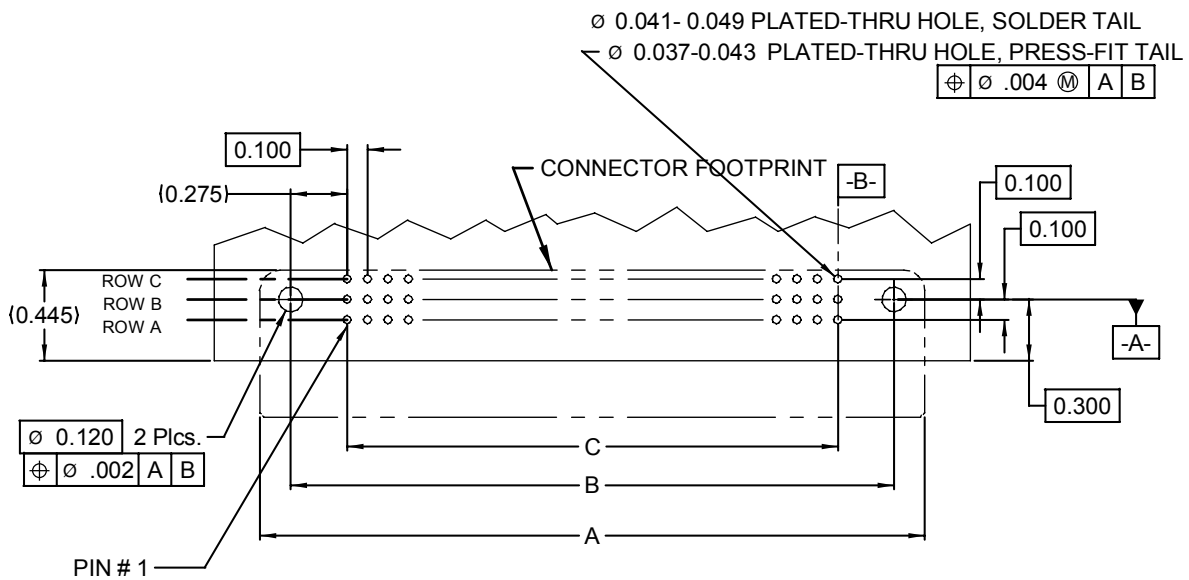 Ø 0.041- 0.049 PLATED-THRU HOLE, SOLDER TAIL
Ø 0.037-0.043 PLATED-THRU HOLE, PRESS-FIT TAIL
⌖ Ø .004 Ⓜ A B
0.100
CONNECTOR FOOTPRINT
-B-
(0.275)
0.100
0.100
ROW C
ROW B
ROW A
(0.445)
-A-
0.300
Ø 0.120 2 Plcs.
⌖ Ø .002 A B
C
B
A
PIN # 1